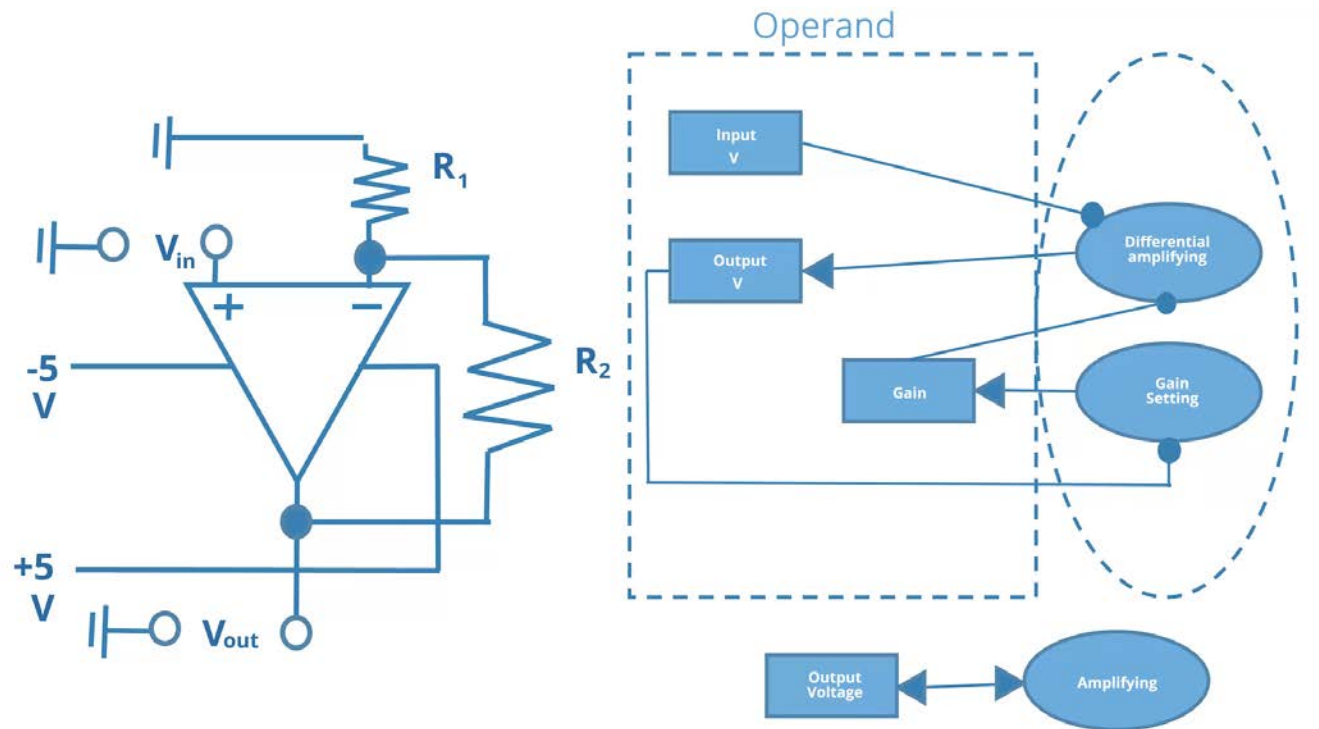 Operand
R1
Vin
+
−
-5
V
R2
+5
V
Vout
Input
V
Output
V
Gain
Differential
amplifying
Gain
Setting
Output
Voltage
Amplifying